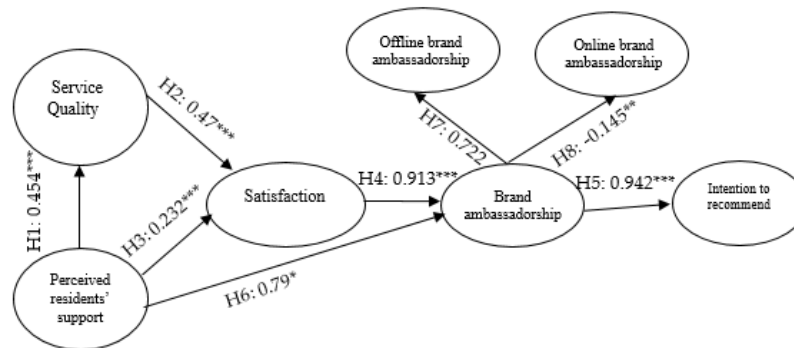 Offline brand
ambassadorship
Online brand
ambassadorship
Service
Quality
H2: 0.47***
H7: 0.722
H8: -0.145**
H1: 0.454***
H3: 0.232***
Satisfaction
H4: 0.913***
Brand
ambassadorship
H5: 0.942***
Intention to
recommend
Perceived
residents’
support
H6: 0.79*